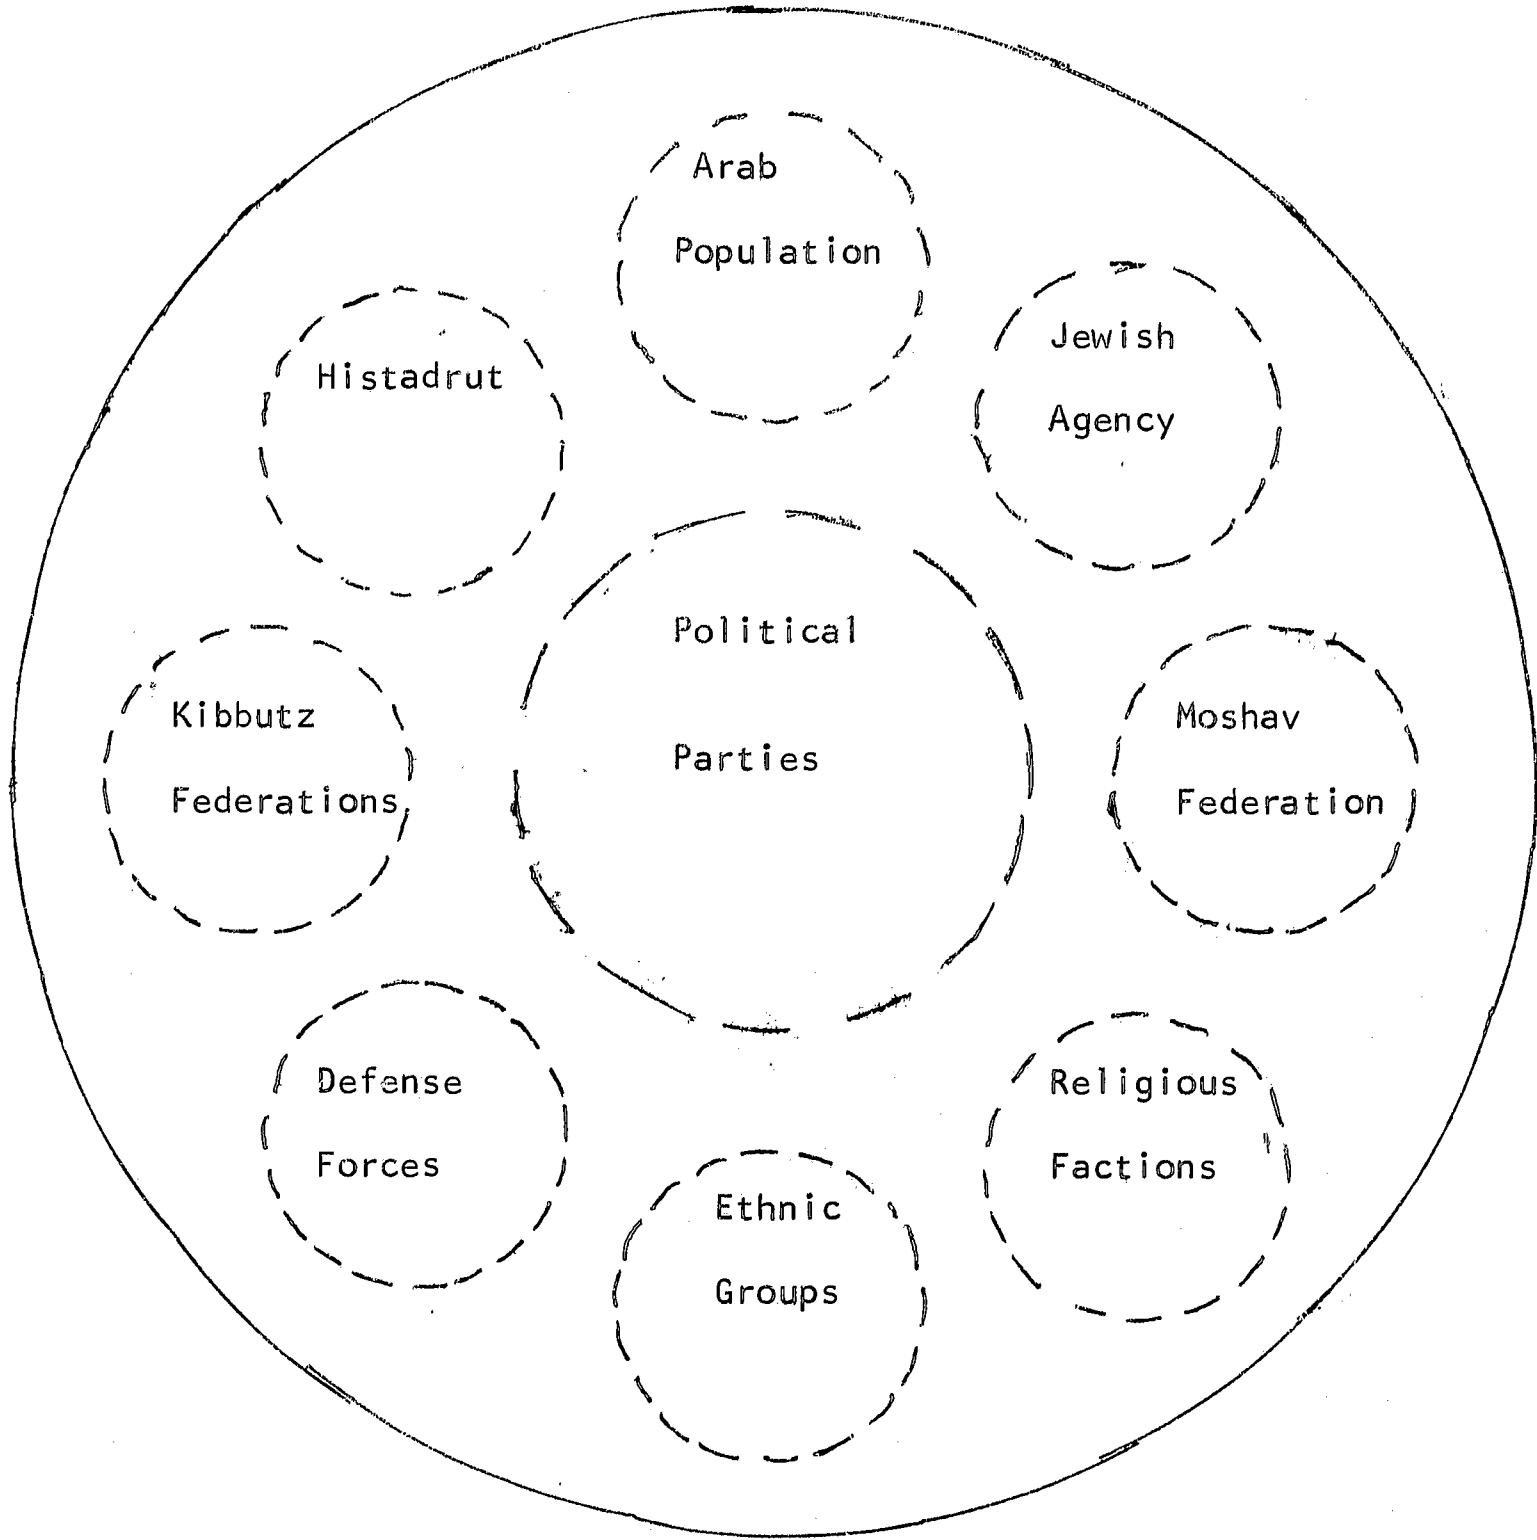 Arab
Population
Jewish
Agency
Histadrut
Political
Parties
Kibbutz
Federations
Moshav
Federation
Defense
Forces
Religious
Factions
Ethnic
Groups